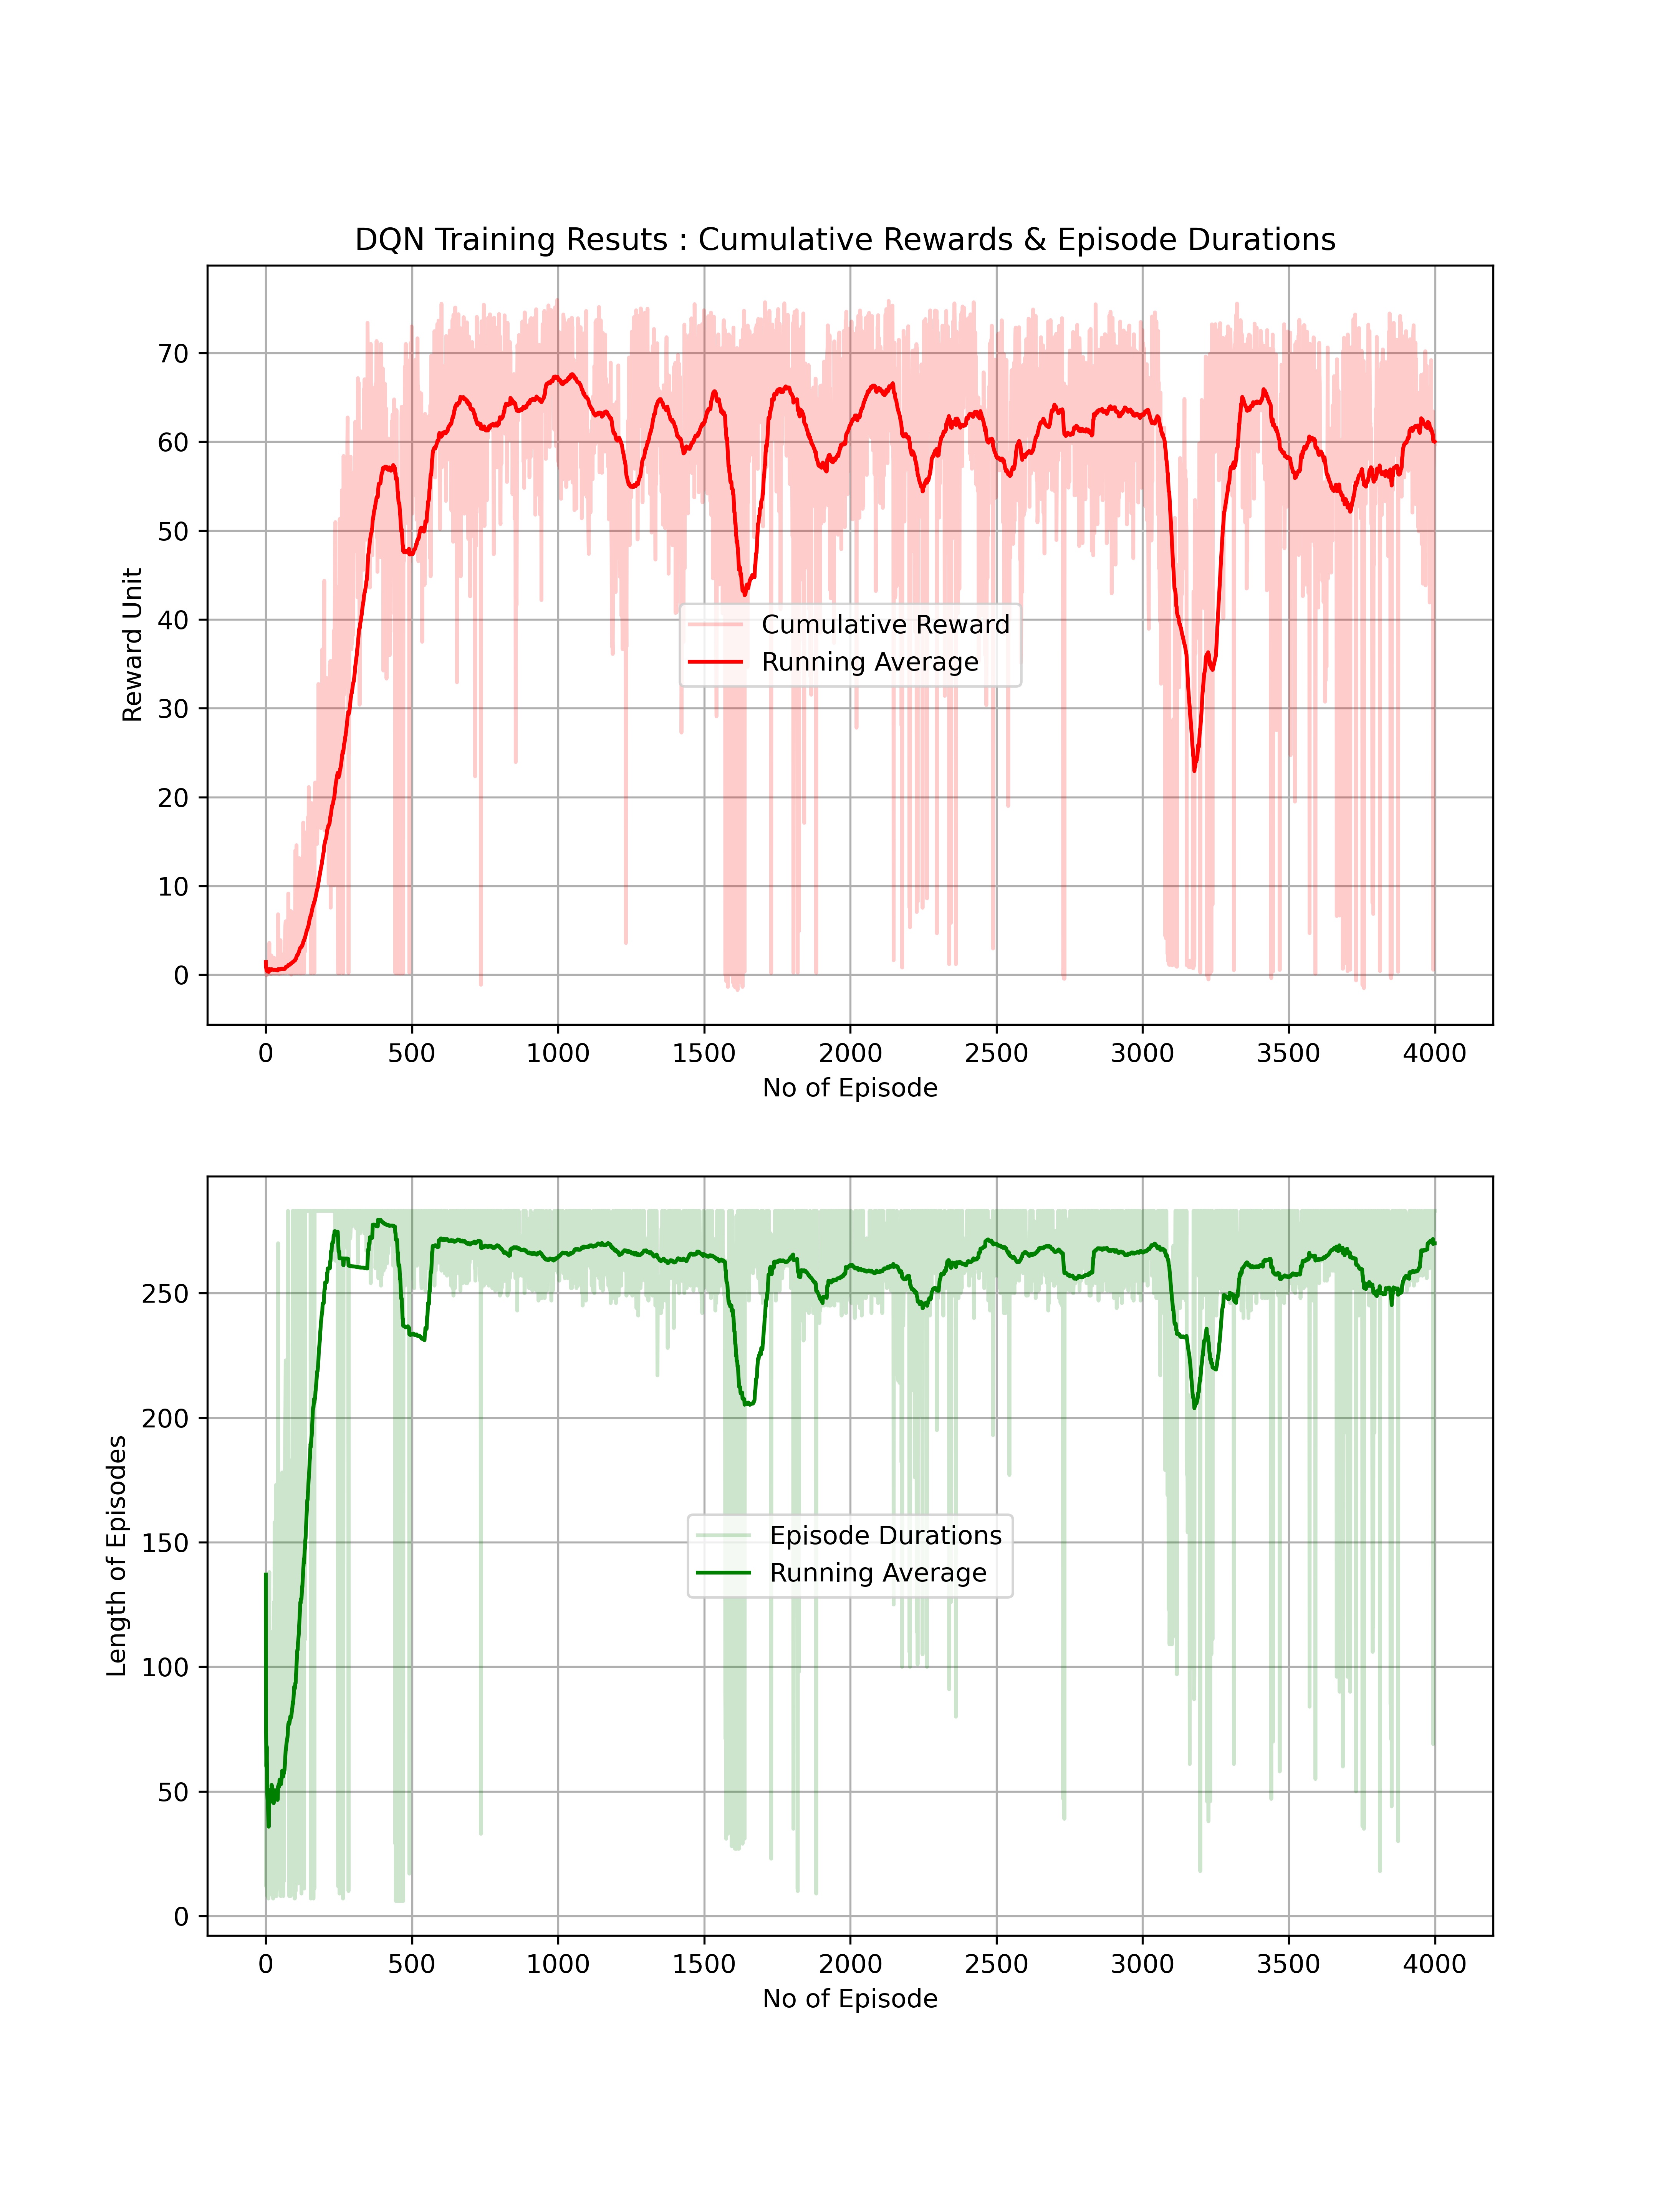 DQN Training Resuts : Cumulative Rewards & Episode Durations
70
60
50
40
30
20
10
0
Reward Unit
Cumulative Reward
Running Average
0 500 1000 1500 2000 2500 3000 3500 4000
No of Episode
250
200
150
100
50
0
Length of Episodes
Episode Durations
Running Average
0 500 1000 1500 2000 2500 3000 3500 4000
No of Episode